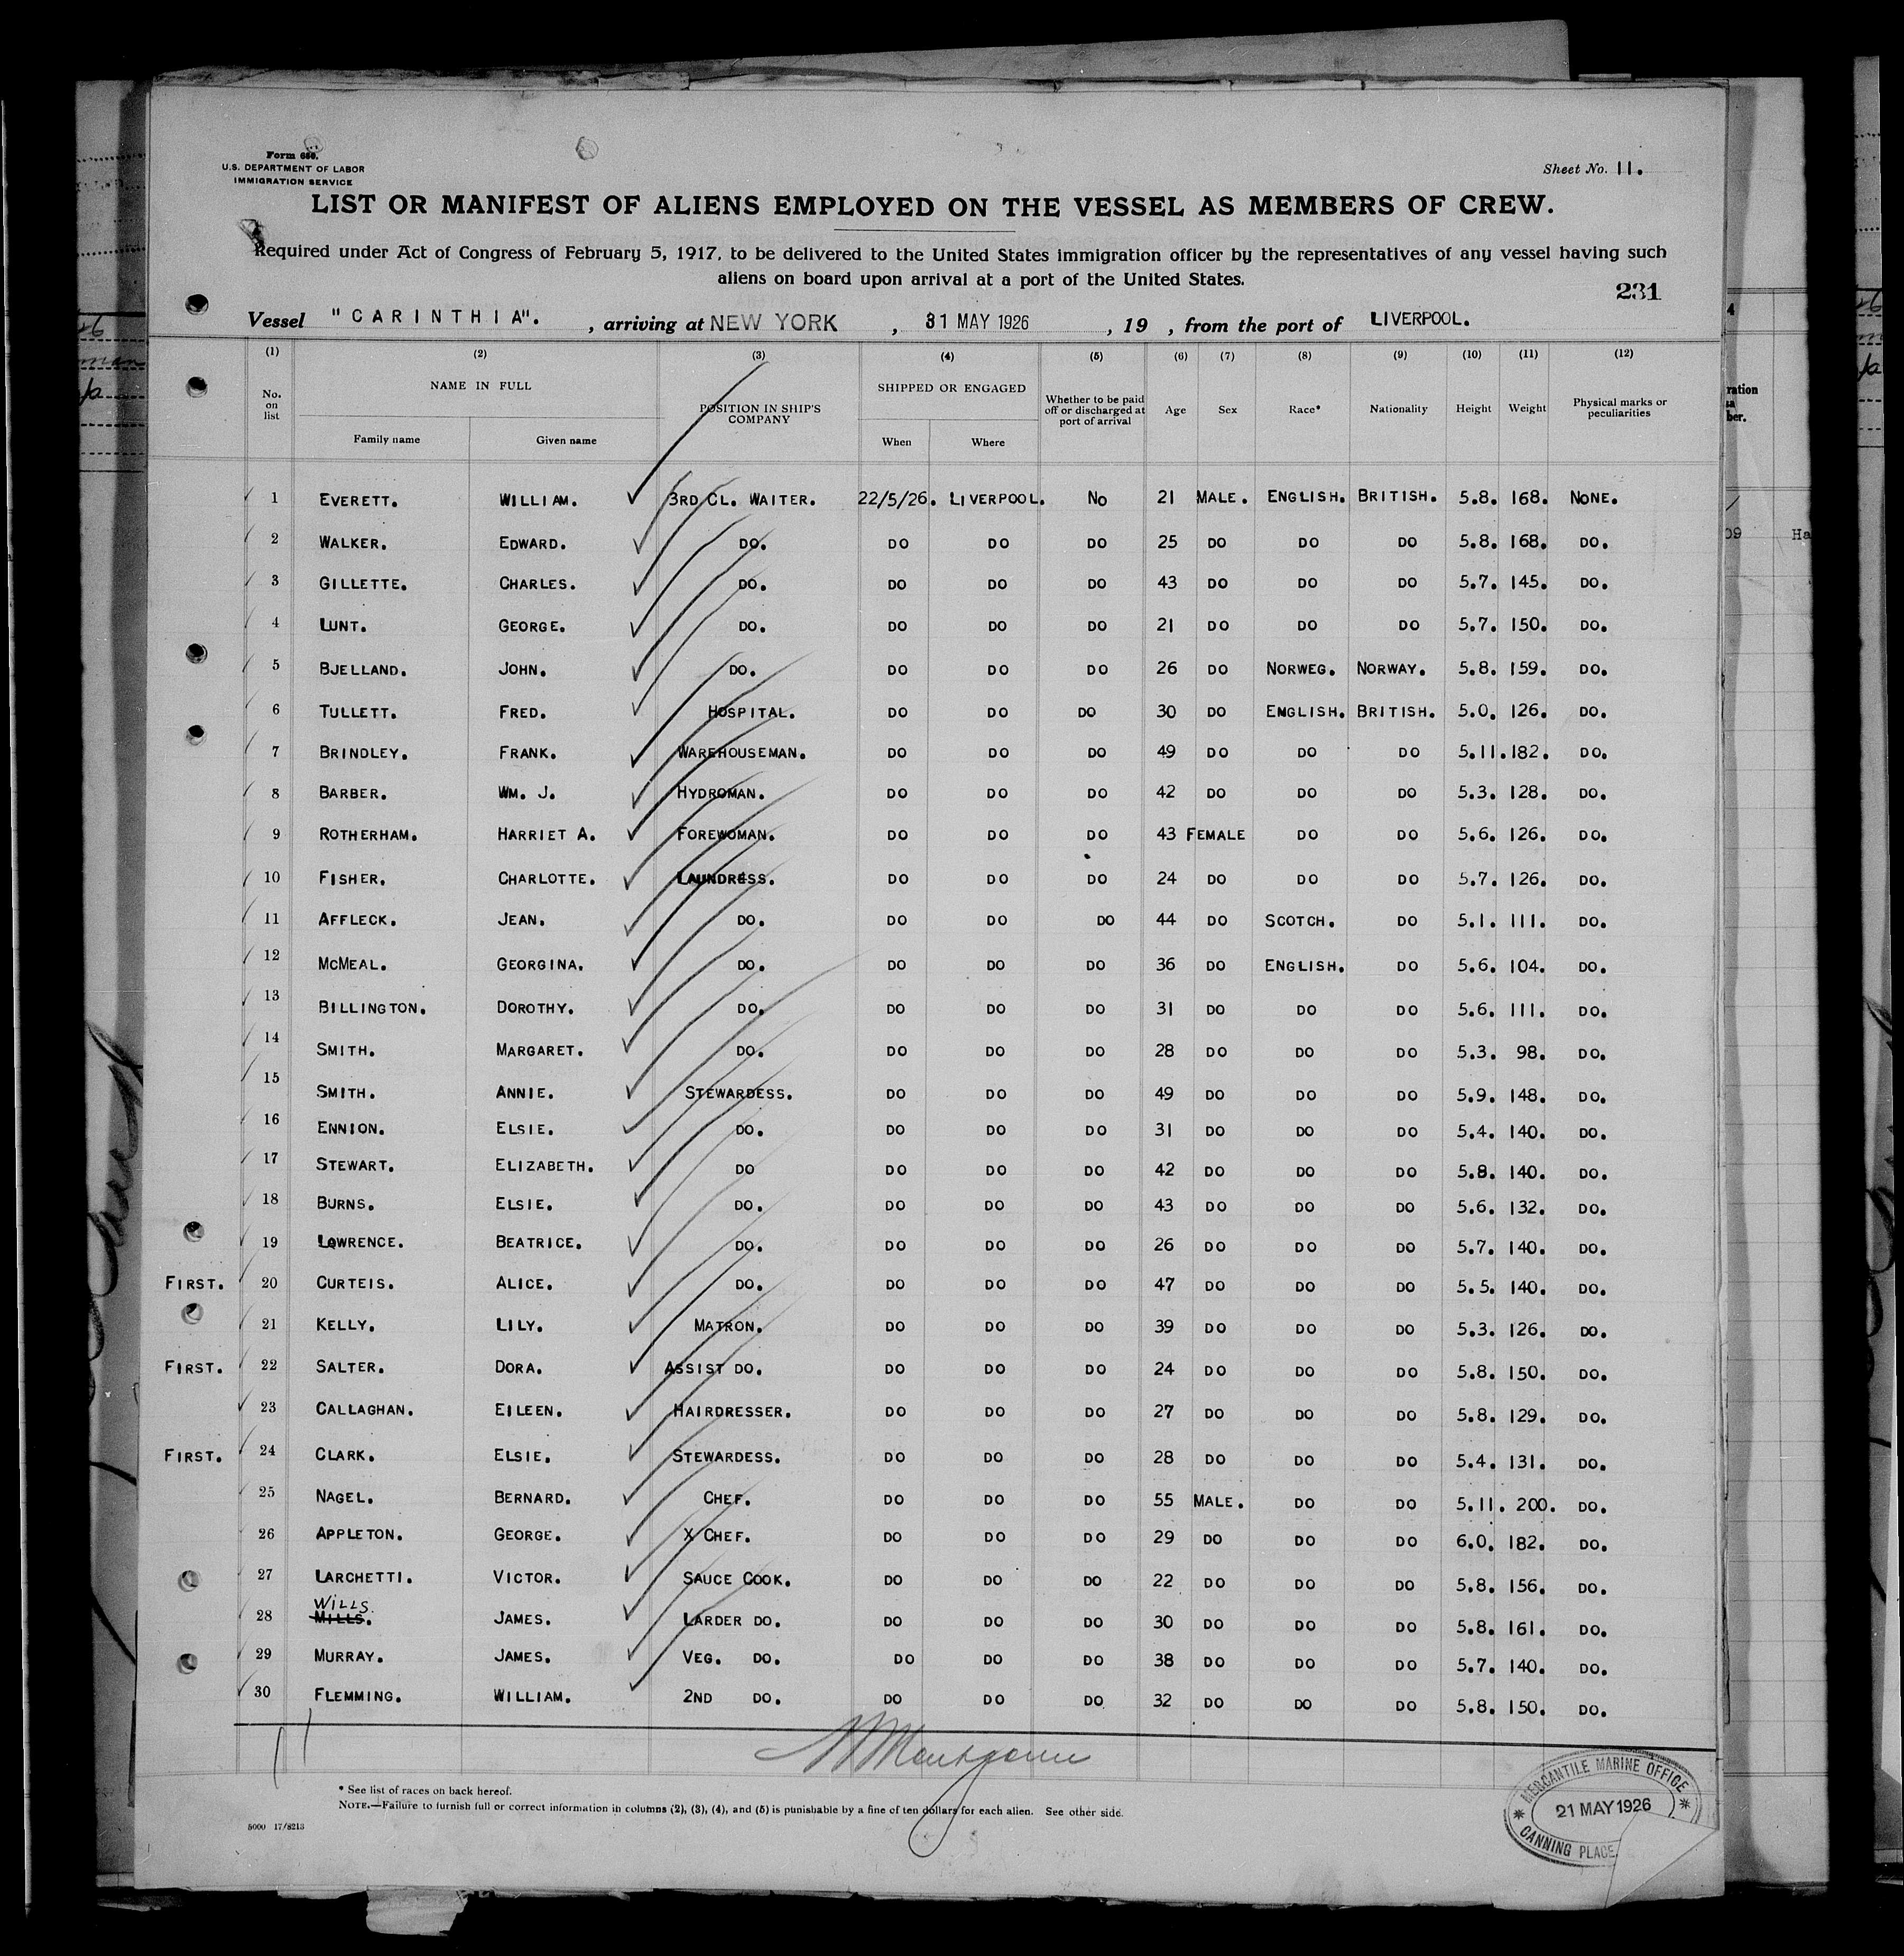 Form 680.
U.S. DEPARTMENT OF LABOR
IMMIGRATION SERVICE
Sheet No. 11.
LIST OR MANIFEST OF ALIENS EMPLOYED ON THE VESSEL AS MEMBERS OF CREW.
Required under Act of Congress of February 5, 1917, to be delivered to the United States immigration officer by the representatives of any vessel having such
aliens on board upon arrival at a port of the United States.
231
Vessel "CARINTHIA". , arriving at NEW YORK , 31 MAY 1926 , 19 , from the port of LIVERPOOL.
(1) (2) (3) (4) (5) (6) (7) (8) (9) (10) (11) (12)
No. on list NAME IN FULL Family name Given name POSITION IN SHIP'S COMPANY SHIPPED OR ENGAGED When Where Whether to be paid off or discharged at port of arrival Age Sex Race* Nationality Height Weight Physical marks or peculiarities
1 EVERETT. WILLIAM. 3RD CL. WAITER. 22/5/26. LIVERPOOL. No 21 MALE. ENGLISH. BRITISH. 5.8. 168. NONE.
2 WALKER. EDWARD. DO. DO DO DO 25 DO DO DO 5.8. 168. DO.
3 GILLETTE. CHARLES. DO. DO DO DO 43 DO DO DO 5.7. 145. DO.
4 LUNT. GEORGE. DO. DO DO DO 21 DO DO DO 5.7. 150. DO.
5 BJELLAND. JOHN. DO. DO DO DO 26 DO NORWEG. NORWAY. 5.8. 159. DO.
6 TULLETT. FRED. HOSPITAL. DO DO DO 30 DO ENGLISH. BRITISH. 5.0. 126. DO.
7 BRINDLEY. FRANK. WAREHOUSEMAN. DO DO DO 49 DO DO DO 5.11. 182. DO.
8 BARBER. WM. J. HYDROMAN. DO DO DO 42 DO DO DO 5.3. 128. DO.
9 ROTHERHAM. HARRIET A. FOREWOMAN. DO DO DO 43 FEMALE DO DO 5.6. 126. DO.
10 FISHER. CHARLOTTE. LAUNDRESS. DO DO DO 24 DO DO DO 5.7. 126. DO.
11 AFFLECK. JEAN. DO. DO DO DO 44 DO SCOTCH. DO 5.1. 111. DO.
12 MCMEAL. GEORGINA. DO. DO DO DO 36 DO ENGLISH. DO 5.6. 104. DO.
13 BILLINGTON. DOROTHY. DO. DO DO DO 31 DO DO DO 5.6. 111. DO.
14 SMITH. MARGARET. DO. DO DO DO 28 DO DO DO 5.3. 98. DO.
15 SMITH. ANNIE. STEWARDESS. DO DO DO 49 DO DO DO 5.9. 148. DO.
16 ENNION. ELSIE. DO. DO DO DO 31 DO DO DO 5.4. 140. DO.
17 STEWART. ELIZABETH. DO DO DO DO 42 DO DO DO 5.8. 140. DO.
18 BURNS. ELSIE. DO. DO DO DO 43 DO DO DO 5.6. 132. DO.
19 LOWRENCE. BEATRICE. DO. DO DO DO 26 DO DO DO 5.7. 140. DO.
FIRST. 20 CURTEIS. ALICE. DO. DO DO DO 47 DO DO DO 5.5. 140. DO.
21 KELLY. LILY. MATRON. DO DO DO 39 DO DO DO 5.3. 126. DO.
FIRST. 22 SALTER. DORA. ASSIST DO. DO DO DO 24 DO DO DO 5.8. 150. DO.
23 CALLAGHAN. EILEEN. HAIRDRESSER. DO DO DO 27 DO DO DO 5.8. 129. DO.
FIRST. 24 CLARK. ELSIE. STEWARDESS. DO DO DO 28 DO DO DO 5.4. 131. DO.
25 NAGEL. BERNARD. CHEF. DO DO DO 55 MALE. DO DO 5.11. 200. DO.
26 APPLETON. GEORGE. X CHEF. DO DO DO 29 DO DO DO 6.0. 182. DO.
27 LARCHETTI. VICTOR. SAUCE COOK. DO DO DO 22 DO DO DO 5.8. 156. DO.
WILLS.
28 MILLS. JAMES. LARDER DO. DO DO DO 30 DO DO DO 5.8. 161. DO.
29 MURRAY. JAMES. VEG. DO. DO DO DO 38 DO DO DO 5.7. 140. DO.
30 FLEMMING. WILLIAM. 2ND DO. DO DO DO 32 DO DO DO 5.8. 150. DO.
* See list of races on back hereof.
NOTE.—Failure to furnish full or correct information in columns (2), (3), (4), and (5) is punishable by a fine of ten dollars for each alien. See other side.
5000 17/8213
MERCANTILE MARINE OFFICE
21 MAY 1926
CANNING PLACE